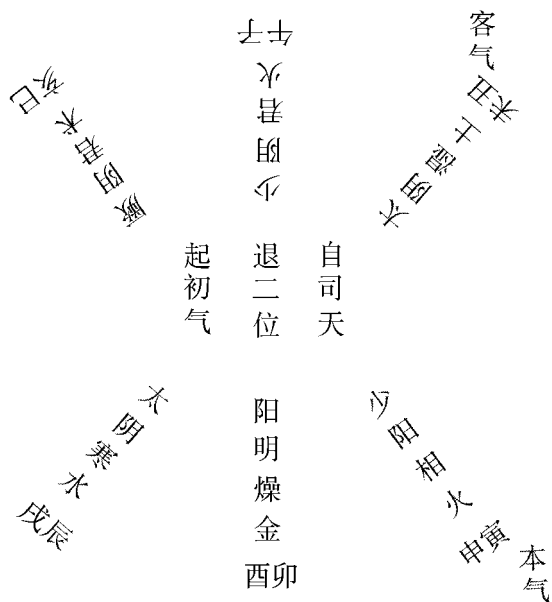 客气
午子
少阴君火
未丑
太阴湿土
亥巳
厥阴君木
自司天
退二位
起初气
少阳相火
申寅
本气
阳明燥金
酉卯
太阴寒水
戌辰